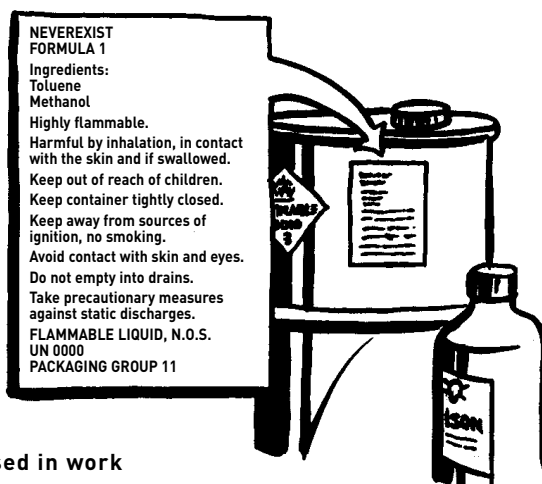 NEVEREXIST
FORMULA 1
Ingredients:
Toluene
Methanol
Highly flammable.
Harmful by inhalation, in contact
with the skin and if swallowed.
Keep out of reach of children.
Keep container tightly closed.
Keep away from sources of
ignition, no smoking.
Avoid contact with skin and eyes.
Do not empty into drains.
Take precautionary measures
against static discharges.
FLAMMABLE LIQUID, N.O.S.
UN 0000
PACKAGING GROUP 11
3
ISON
sed in work